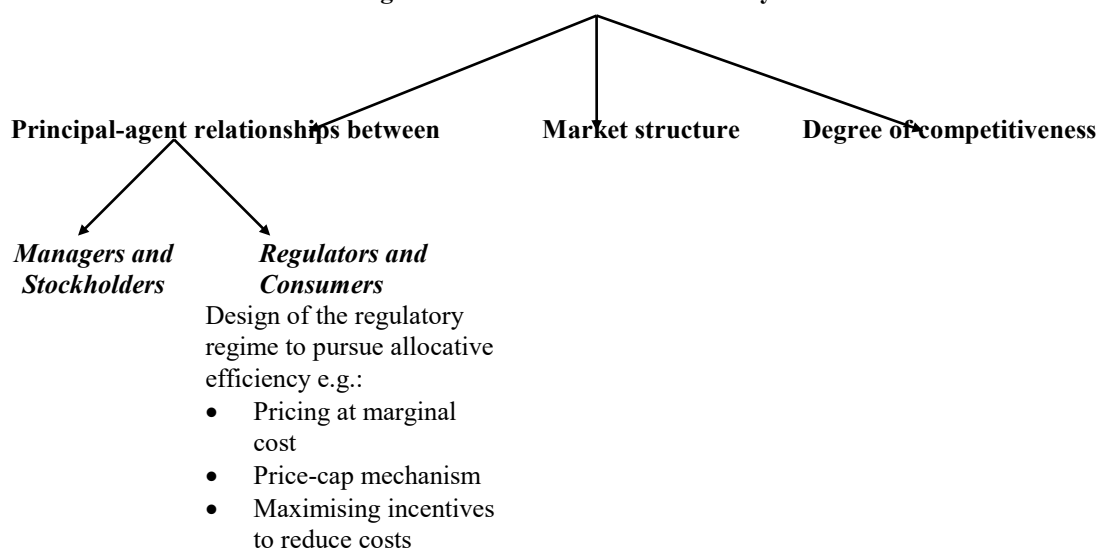 Principal-agent relationships between Market structure Degree of competitiveness
Managers and Stockholders
Regulators and Consumers
Design of the regulatory
regime to pursue allocative
efficiency e.g.:
• Pricing at marginal
cost
• Price-cap mechanism
• Maximising incentives
to reduce costs